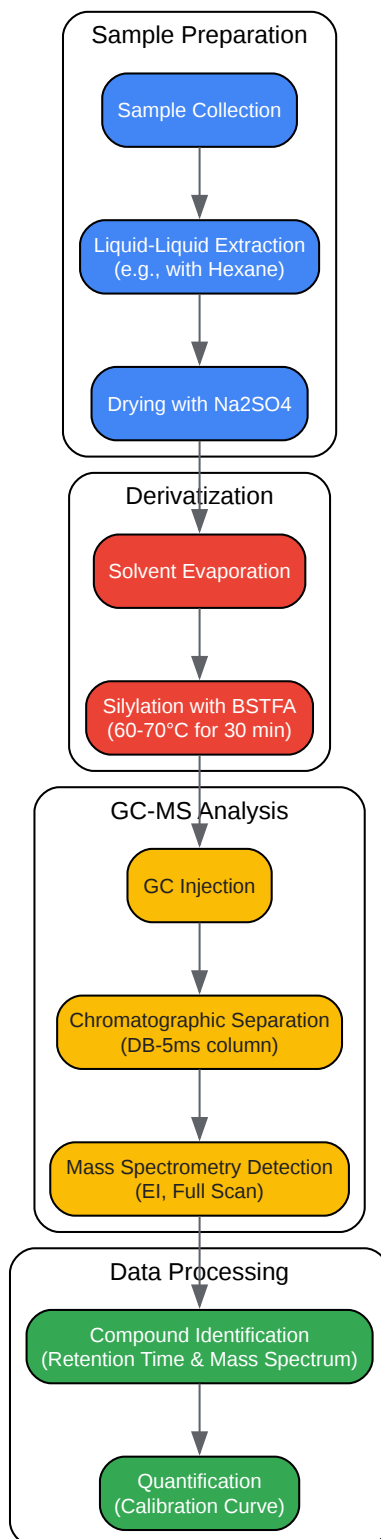 Sample Preparation
Sample Collection
Liquid-Liquid Extraction
(e.g., with Hexane)
Drying with Na2SO4
Derivatization
Solvent Evaporation
Silylation with BSTFA
(60-70°C for 30 min)
GC-MS Analysis
GC Injection
Chromatographic Separation
(DB-5ms column)
Mass Spectrometry Detection
(EI, Full Scan)
Data Processing
Compound Identification
(Retention Time & Mass Spectrum)
Quantification
(Calibration Curve)